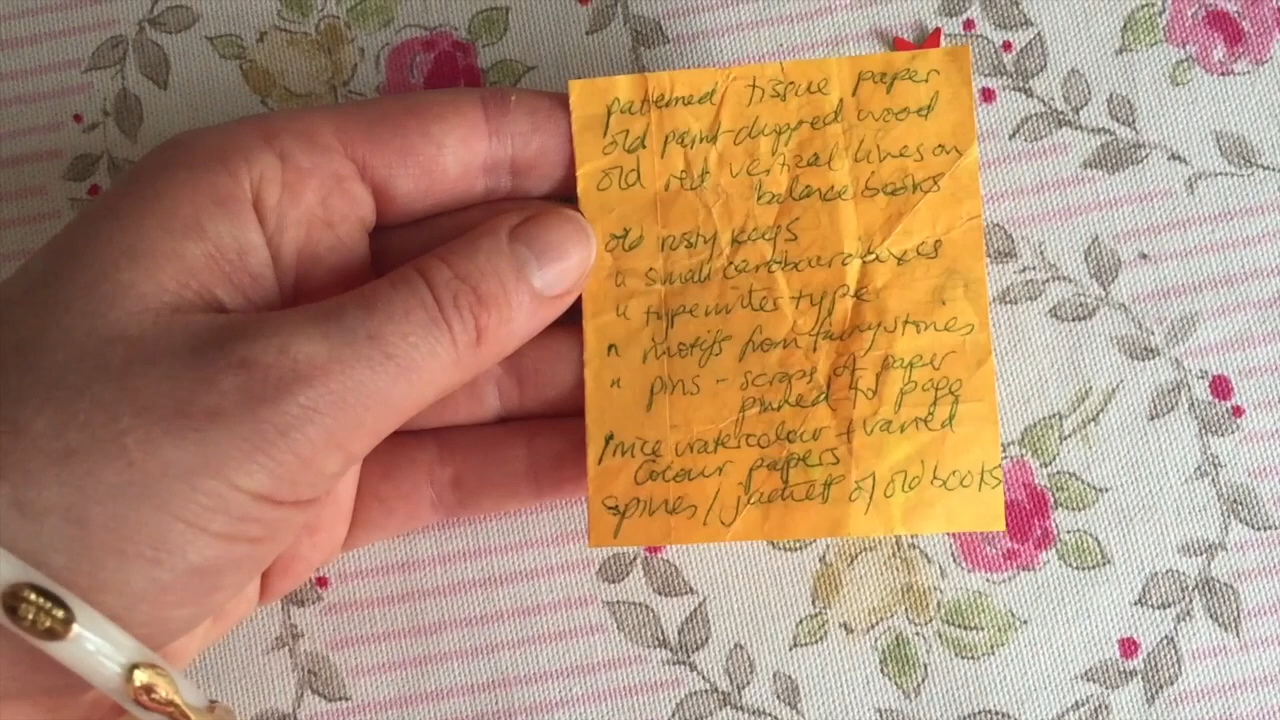 patterned tissue paper
old paint-chipped wood
old red vertical lines on
balance books
old rusty keys
" small cardboard boxes
" typewriter type
" motifs from fairy stories
" pins - scraps of paper
pinned to page
nice watercolour + varied
colour papers
spines / jackets of old books